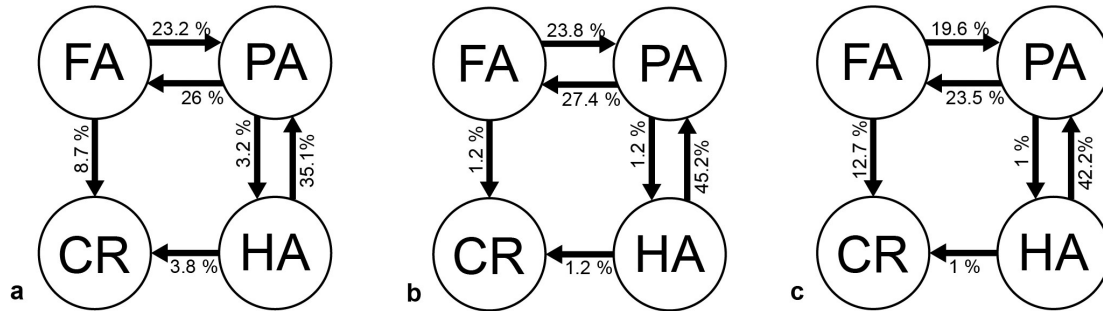 23.2 %
FA PA
26 %
8.7 %
3.2 %
35.1%
CR HA
3.8 %
a
23.8 %
FA PA
27.4 %
1.2 %
1.2 %
45.2%
CR HA
1.2 %
b
19.6 %
FA PA
23.5 %
12.7 %
1 %
42.2%
CR HA
1 %
c